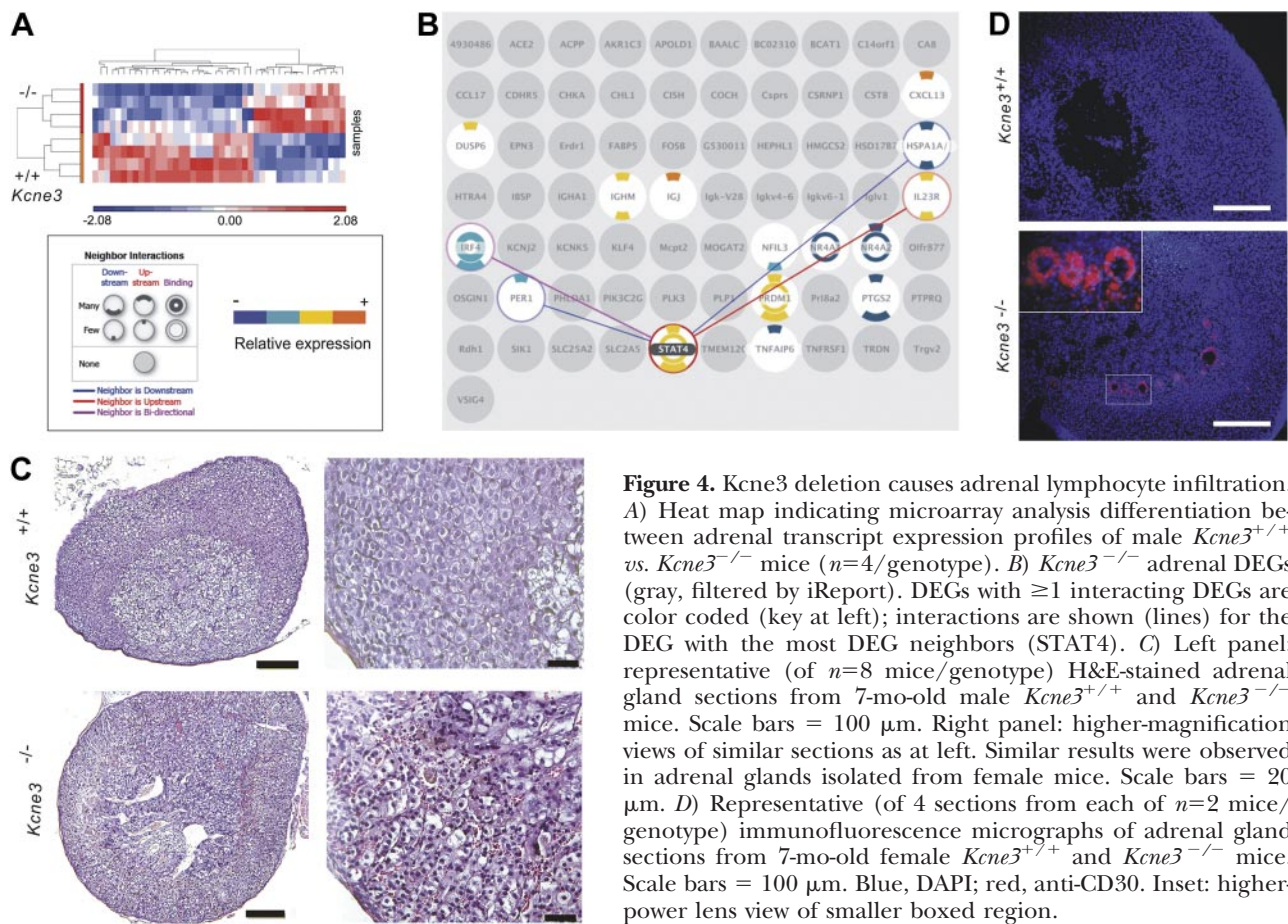 A
-/-
+/+
Kcne3
samples
-2.08 0.00 2.08
Neighbor Interactions
Down-stream Up-stream Binding
Many
Few
None
Neighbor is Downstream
Neighbor is Upstream
Neighbor is Bi-directional
- +
Relative expression
B
4930486 ACE2 ACPP AKR1C3 APOLD1 BAALC BC02310 BCAT1 C14orf1 CA8
CCL17 CDHR5 CHKA CHL1 CISH COCH Csprs CSRNP1 CST8 CXCL13
DUSP6 EPN3 Erdr1 FABP5 FOSB GS30011 HEPHL1 HMGCS2 HSD17B7 HSPA1A/
HTRA4 IBSP IGHA1 IGHM IGJ Igk-V28 Igkv4-6 Igkv6-1 Iglv1 IL23R
IRF4 KCNJ2 KCNK5 KLF4 Mcpt2 MOGAT2 NFIL3 NR4A1 NR4A2 Olfr977
OSGIN1 PER1 PHLDA1 PIK3C2G PLK3 PLP1 PRDM1 Prl8a2 PTGS2 PTPRQ
Rdh1 SIK1 SLC25A2 SLC2A5 STAT4 TMEM12C TNFAIP6 TNFRSF1 TRDN Trgv2
VSIG4
C
Kcne3 +/+
Kcne3 -/-
D
Kcne3+/+
Kcne3 -/-
Figure 4. Kcne3 deletion causes adrenal lymphocyte infiltration.
A) Heat map indicating microarray analysis differentiation be-
tween adrenal transcript expression profiles of male Kcne3+/+
vs. Kcne3−/− mice (n=4/genotype). B) Kcne3−/− adrenal DEGs
(gray, filtered by iReport). DEGs with ≥1 interacting DEGs are
color coded (key at left); interactions are shown (lines) for the
DEG with the most DEG neighbors (STAT4). C) Left panel:
representative (of n=8 mice/genotype) H&E-stained adrenal
gland sections from 7-mo-old male Kcne3+/+ and Kcne3−/−
mice. Scale bars = 100 μm. Right panel: higher-magnification
views of similar sections as at left. Similar results were observed
in adrenal glands isolated from female mice. Scale bars = 20
μm. D) Representative (of 4 sections from each of n=2 mice/
genotype) immunofluorescence micrographs of adrenal gland
sections from 7-mo-old female Kcne3+/+ and Kcne3−/− mice.
Scale bars = 100 μm. Blue, DAPI; red, anti-CD30. Inset: higher-
power lens view of smaller boxed region.